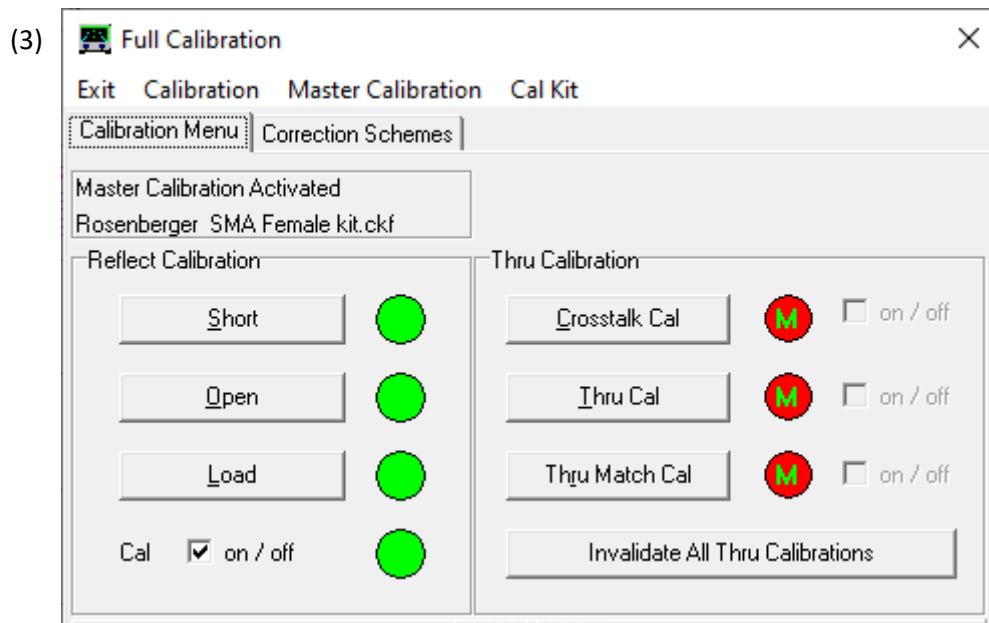 (3)
Full Calibration
Exit Calibration Master Calibration Cal Kit
Calibration Menu Correction Schemes
Master Calibration Activated
Rosenberger SMA Female kit.ckf
Reflect Calibration
Short
Open
Load
Cal on / off
Thru Calibration
Crosstalk Cal M on / off
Thru Cal M on / off
Thru Match Cal M on / off
Invalidate All Thru Calibrations